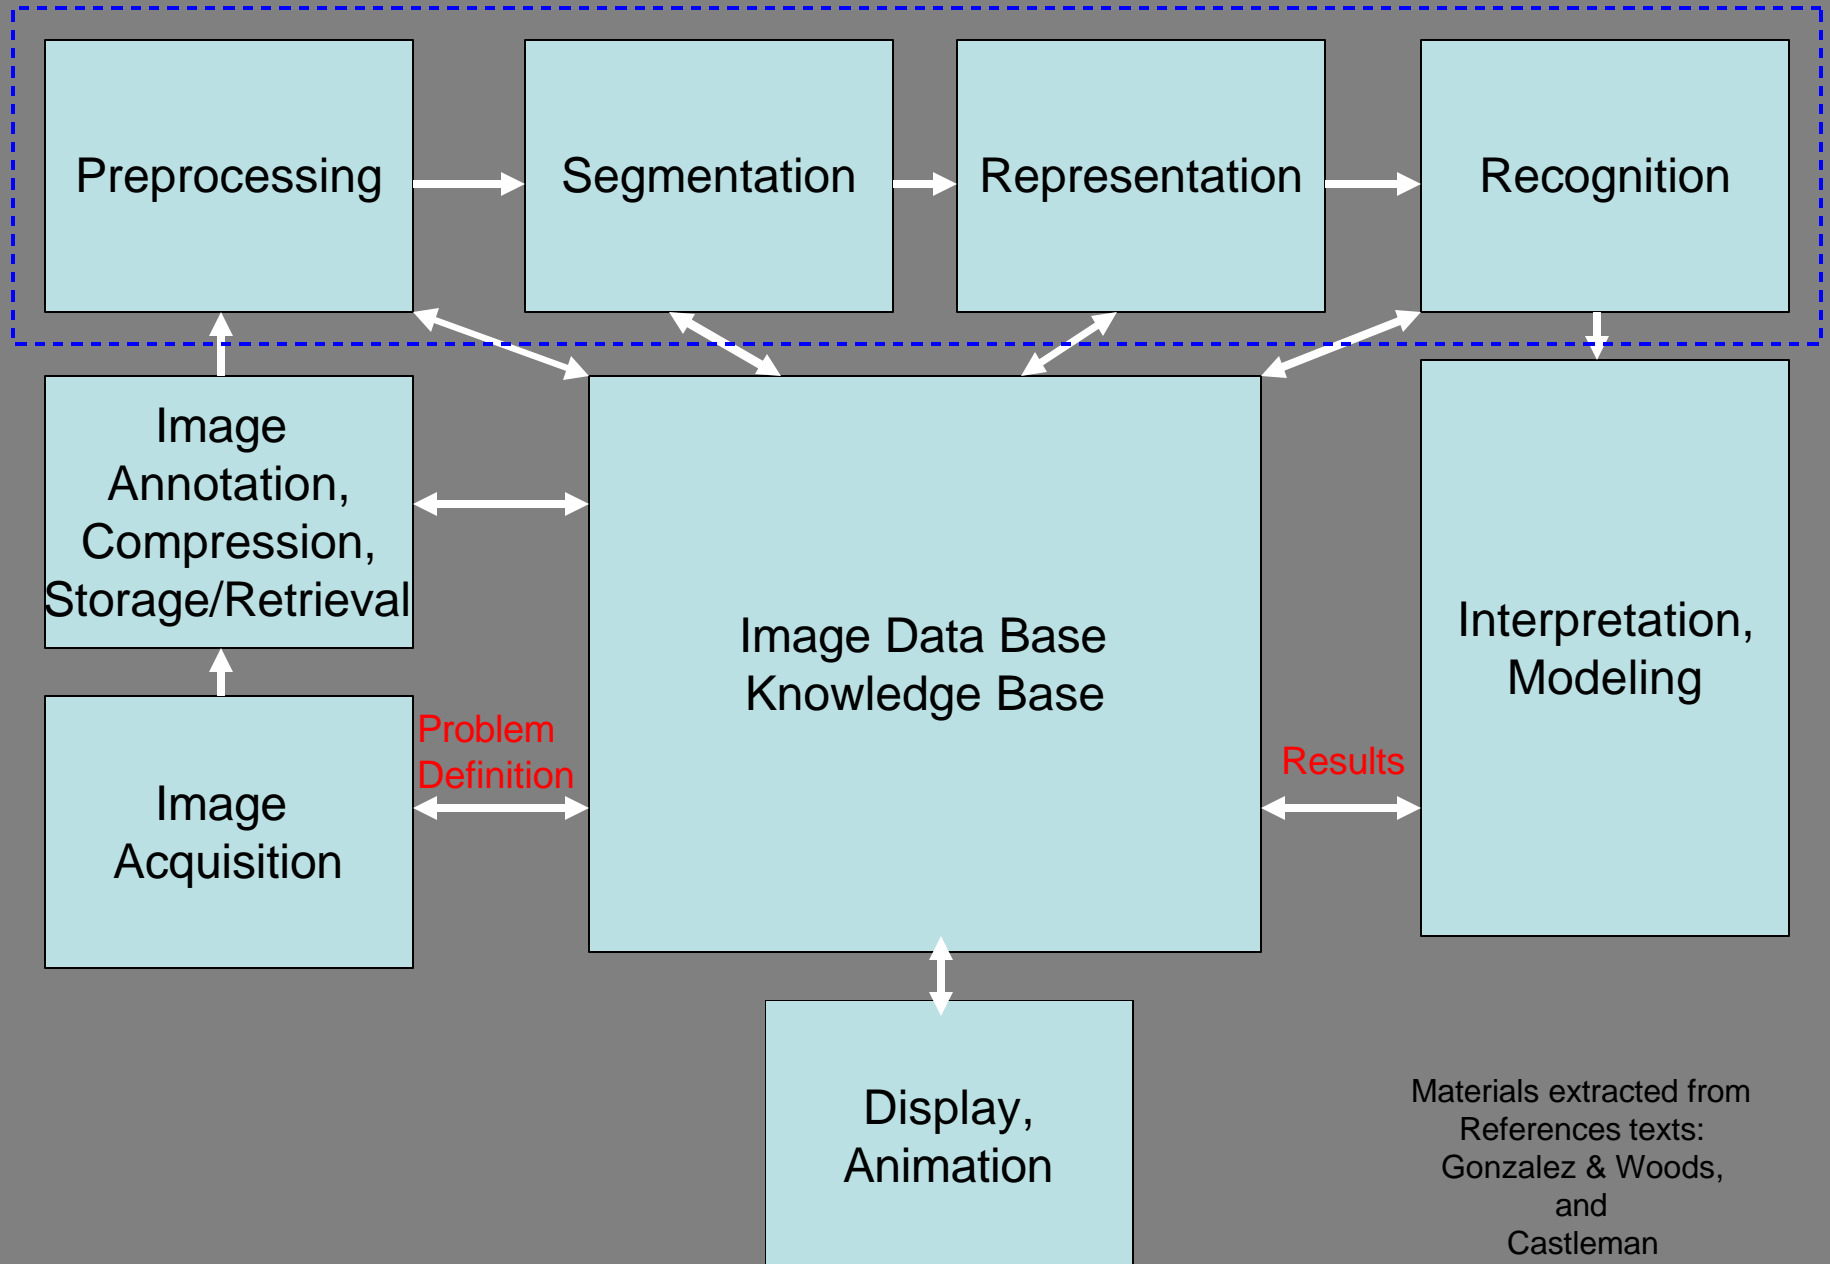 Preprocessing
Segmentation
Representation
Recognition
Image
Annotation,
Compression,
Storage/Retrieval
Image Data Base
Knowledge Base
Interpretation,
Modeling
Problem
Definition
Results
Image
Acquisition
Display,
Animation
Materials extracted from
References texts:
Gonzalez & Woods,
and
Castleman